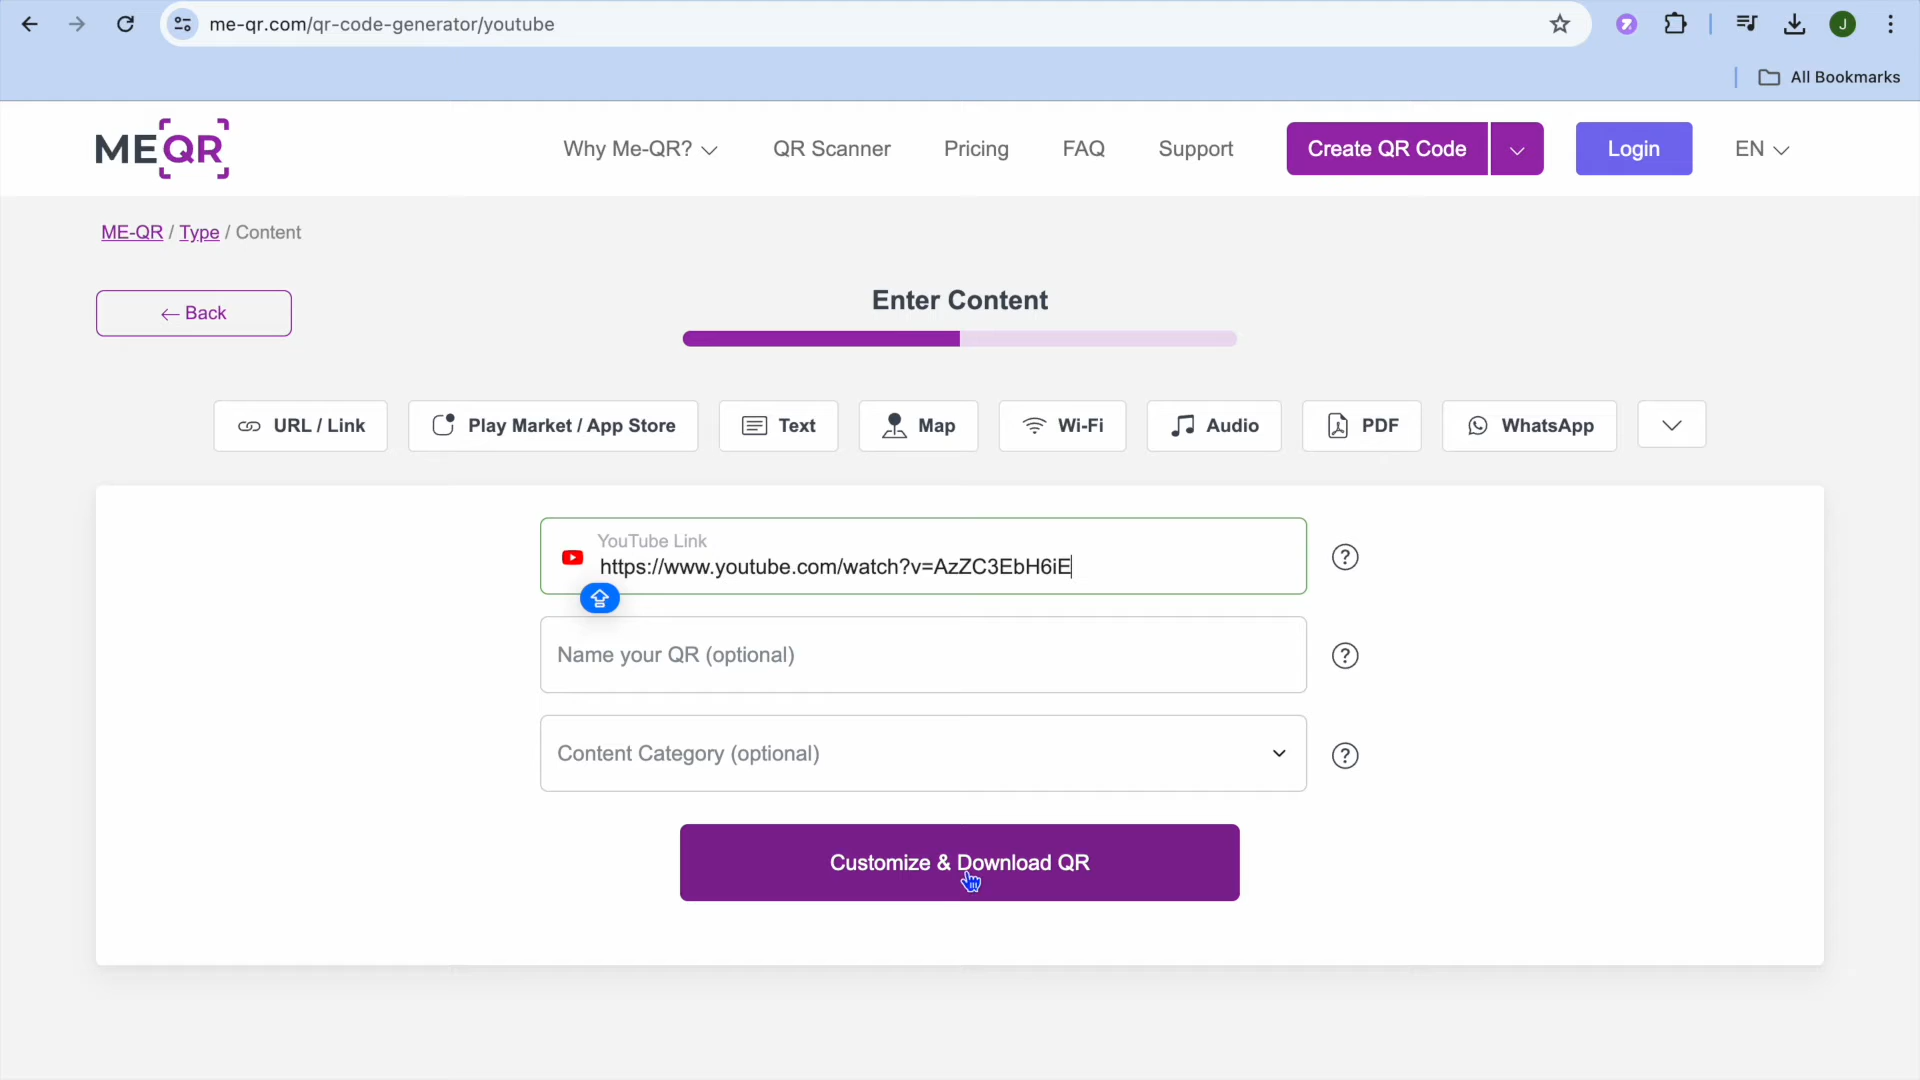 me-qr.com/qr-code-generator/youtube
J
All Bookmarks
MEQR
Why Me-QR?
QR Scanner
Pricing
FAQ
Support
Create QR Code
Login
EN
ME-QR / Type / Content
← Back
Enter Content
URL / Link
Play Market / App Store
Text
Map
Wi-Fi
Audio
PDF
WhatsApp
YouTube Link
https://www.youtube.com/watch?v=AzZC3EbH6iE
?
Name your QR (optional)
?
Content Category (optional)
?
Customize & Download QR